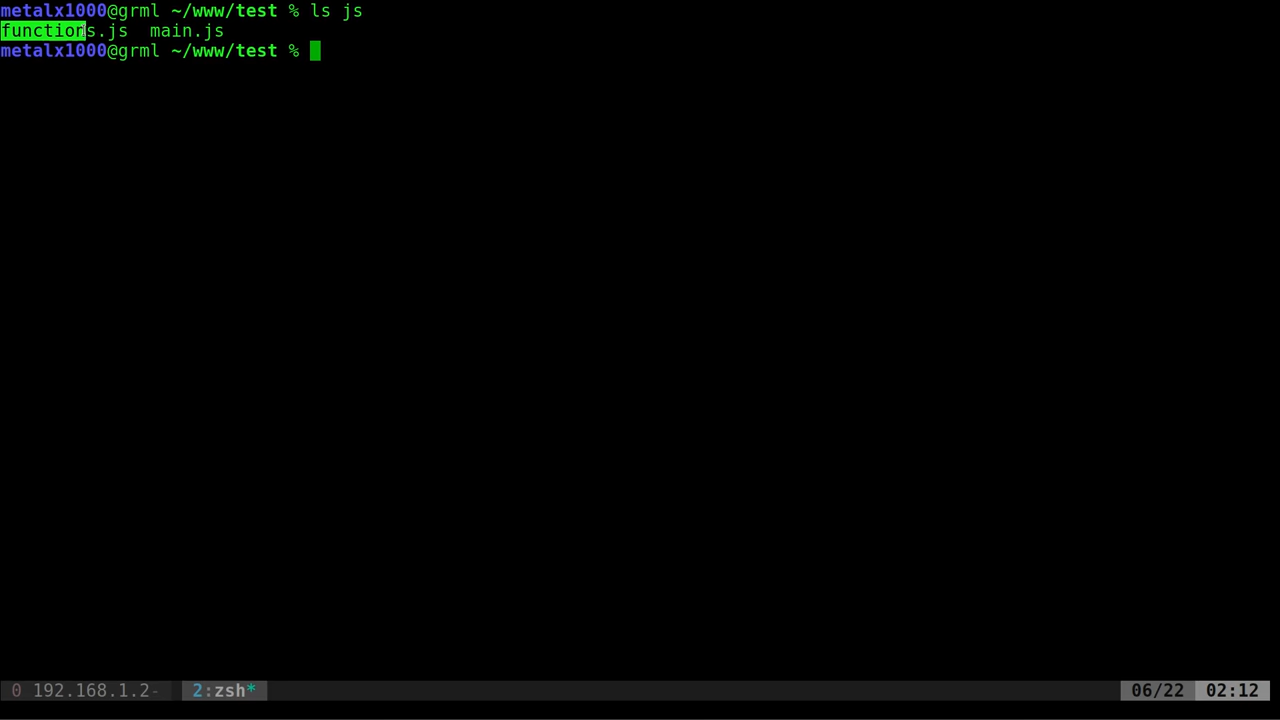 metalx1000@grml ~/www/test % ls js
functions.js  main.js
metalx1000@grml ~/www/test %
0 192.168.1.2- 2:zsh* 06/22 02:12